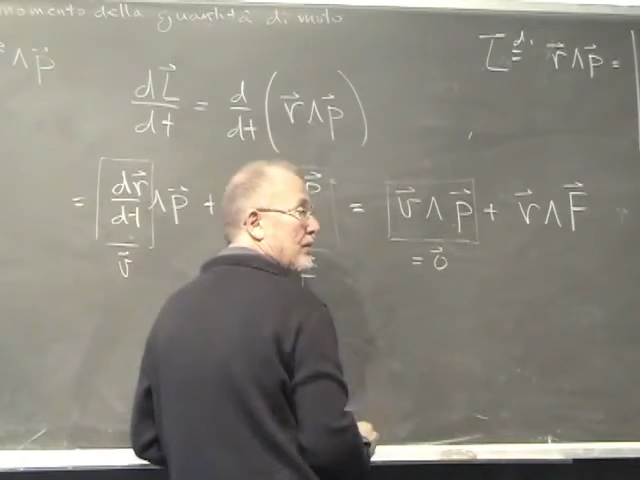 momento della quantità di moto
∧ p⃗
L⃗ =^{d.} r⃗ ∧ p⃗ =
dL⃗/dt = d/dt ( r⃗ ∧ p⃗ )
= dr⃗/dt ∧ p⃗ + p⃗ = v⃗ ∧ p⃗ + r⃗ ∧ F⃗
v⃗ = 0⃗